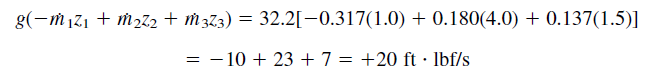 g(−ṁ₁z₁ + ṁ₂z₂ + ṁ₃z₃) = 32.2[−0.317(1.0) + 0.180(4.0) + 0.137(1.5)]
= −10 + 23 + 7 = +20 ft · lbf/s